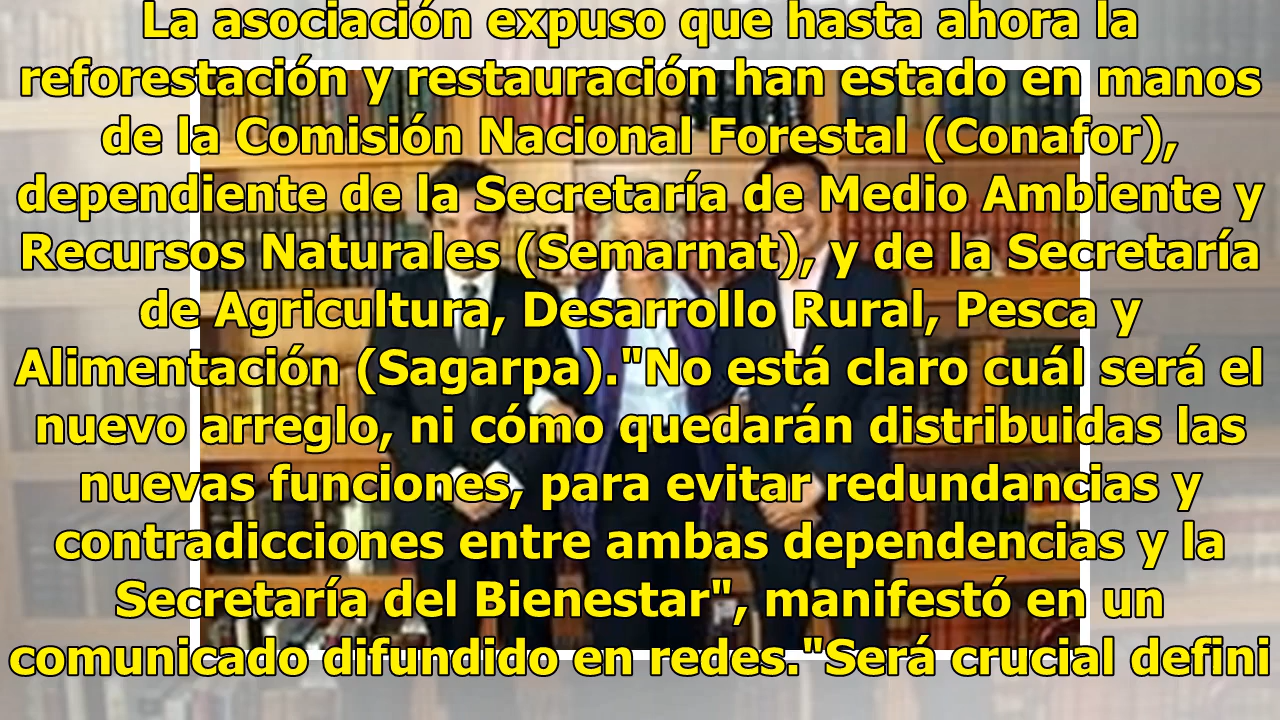 La asociación expuso que hasta ahora la
reforestación y restauración han estado en manos
de la Comisión Nacional Forestal (Conafor),
dependiente de la Secretaría de Medio Ambiente y
Recursos Naturales (Semarnat), y de la Secretaría
de Agricultura, Desarrollo Rural, Pesca y
Alimentación (Sagarpa)."No está claro cuál será el
nuevo arreglo, ni cómo quedarán distribuidas las
nuevas funciones, para evitar redundancias y
contradicciones entre ambas dependencias y la
Secretaría del Bienestar", manifestó en un
comunicado difundido en redes."Será crucial defini